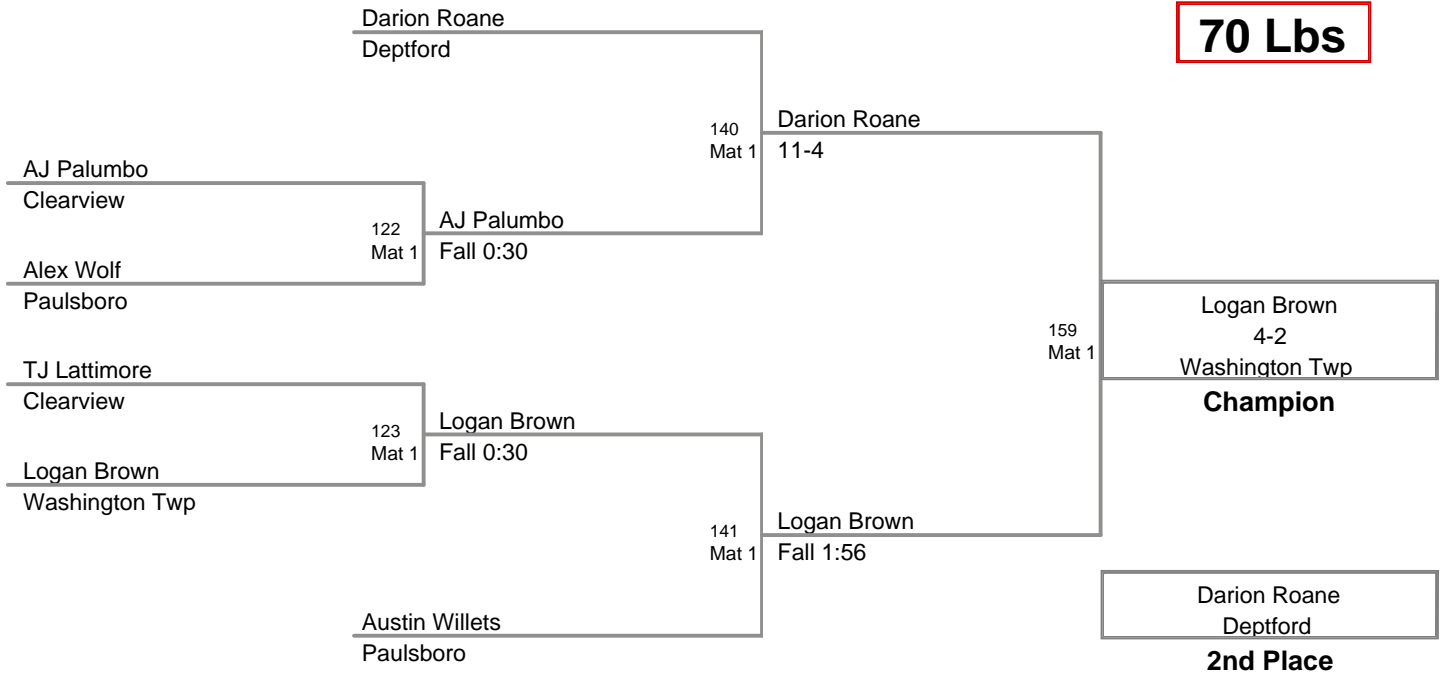 Darion Roane
Deptford
70 Lbs
140
Mat 1
Darion Roane
11-4
AJ Palumbo
Clearview
122
Mat 1
AJ Palumbo
Fall 0:30
Alex Wolf
Paulsboro
TJ Lattimore
Clearview
123
Mat 1
Logan Brown
Fall 0:30
Logan Brown
Washington Twp
159
Mat 1
Logan Brown
4-2
Washington Twp
Champion
141
Mat 1
Logan Brown
Fall 1:56
Austin Willets
Paulsboro
Darion Roane
Deptford
2nd Place